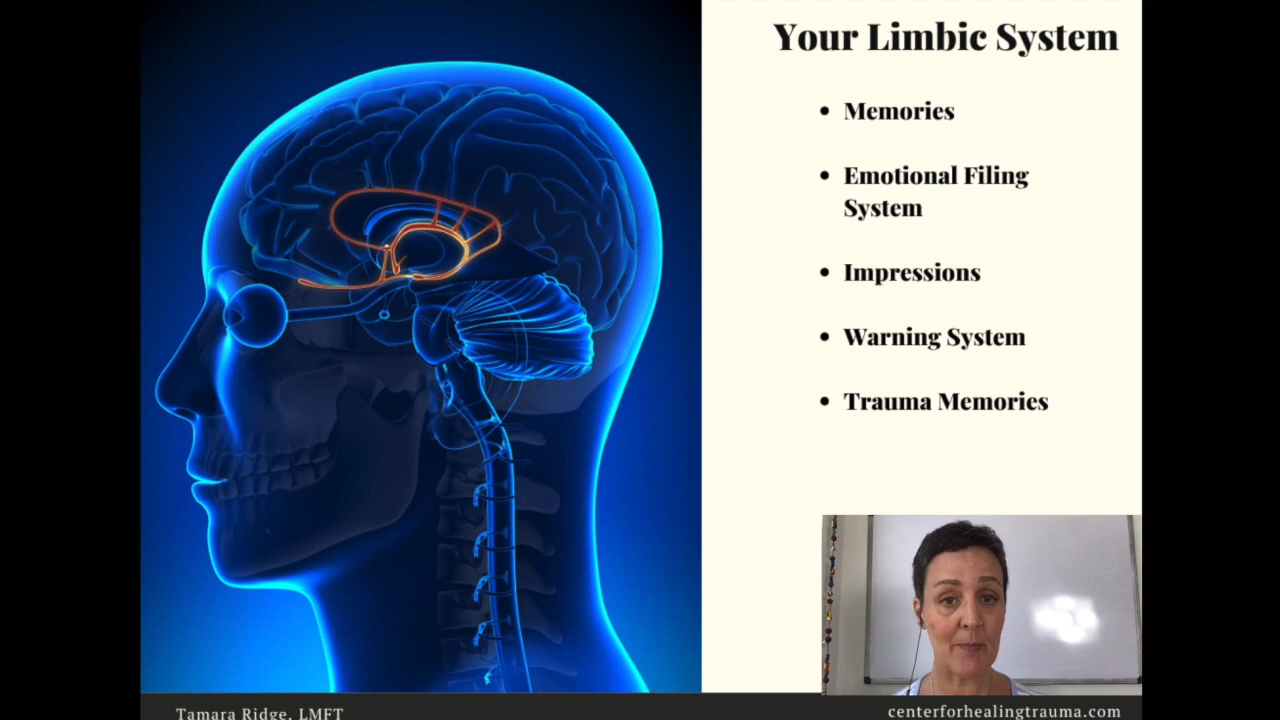 Your Limbic System
• Memories
• Emotional Filing
System
• Impressions
• Warning System
• Trauma Memories
Tamara Ridge, LMFT
centerforhealingtrauma.com